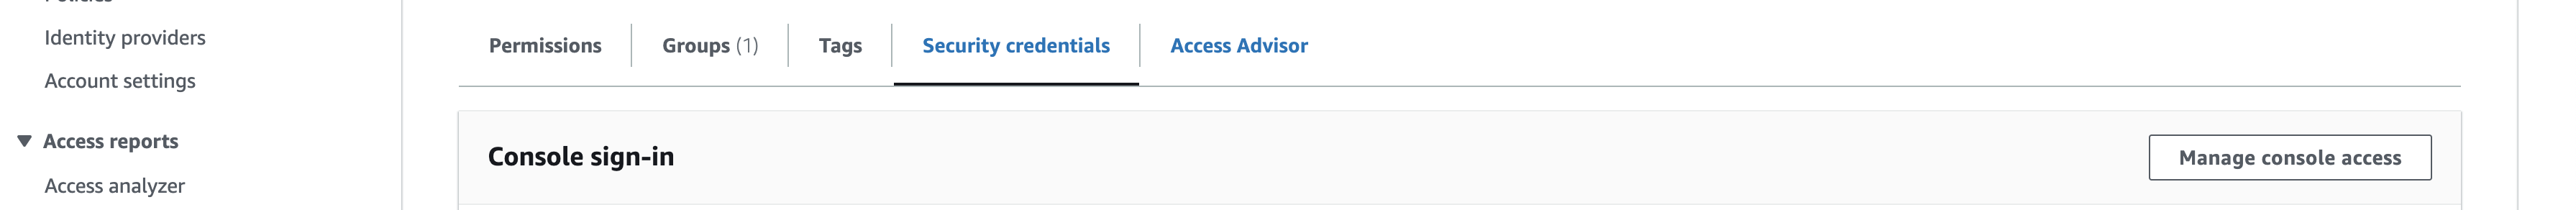 Policies
Identity providers
Account settings
Access reports
Access analyzer
Permissions
Groups (1)
Tags
Security credentials
Access Advisor
Console sign-in
Manage console access